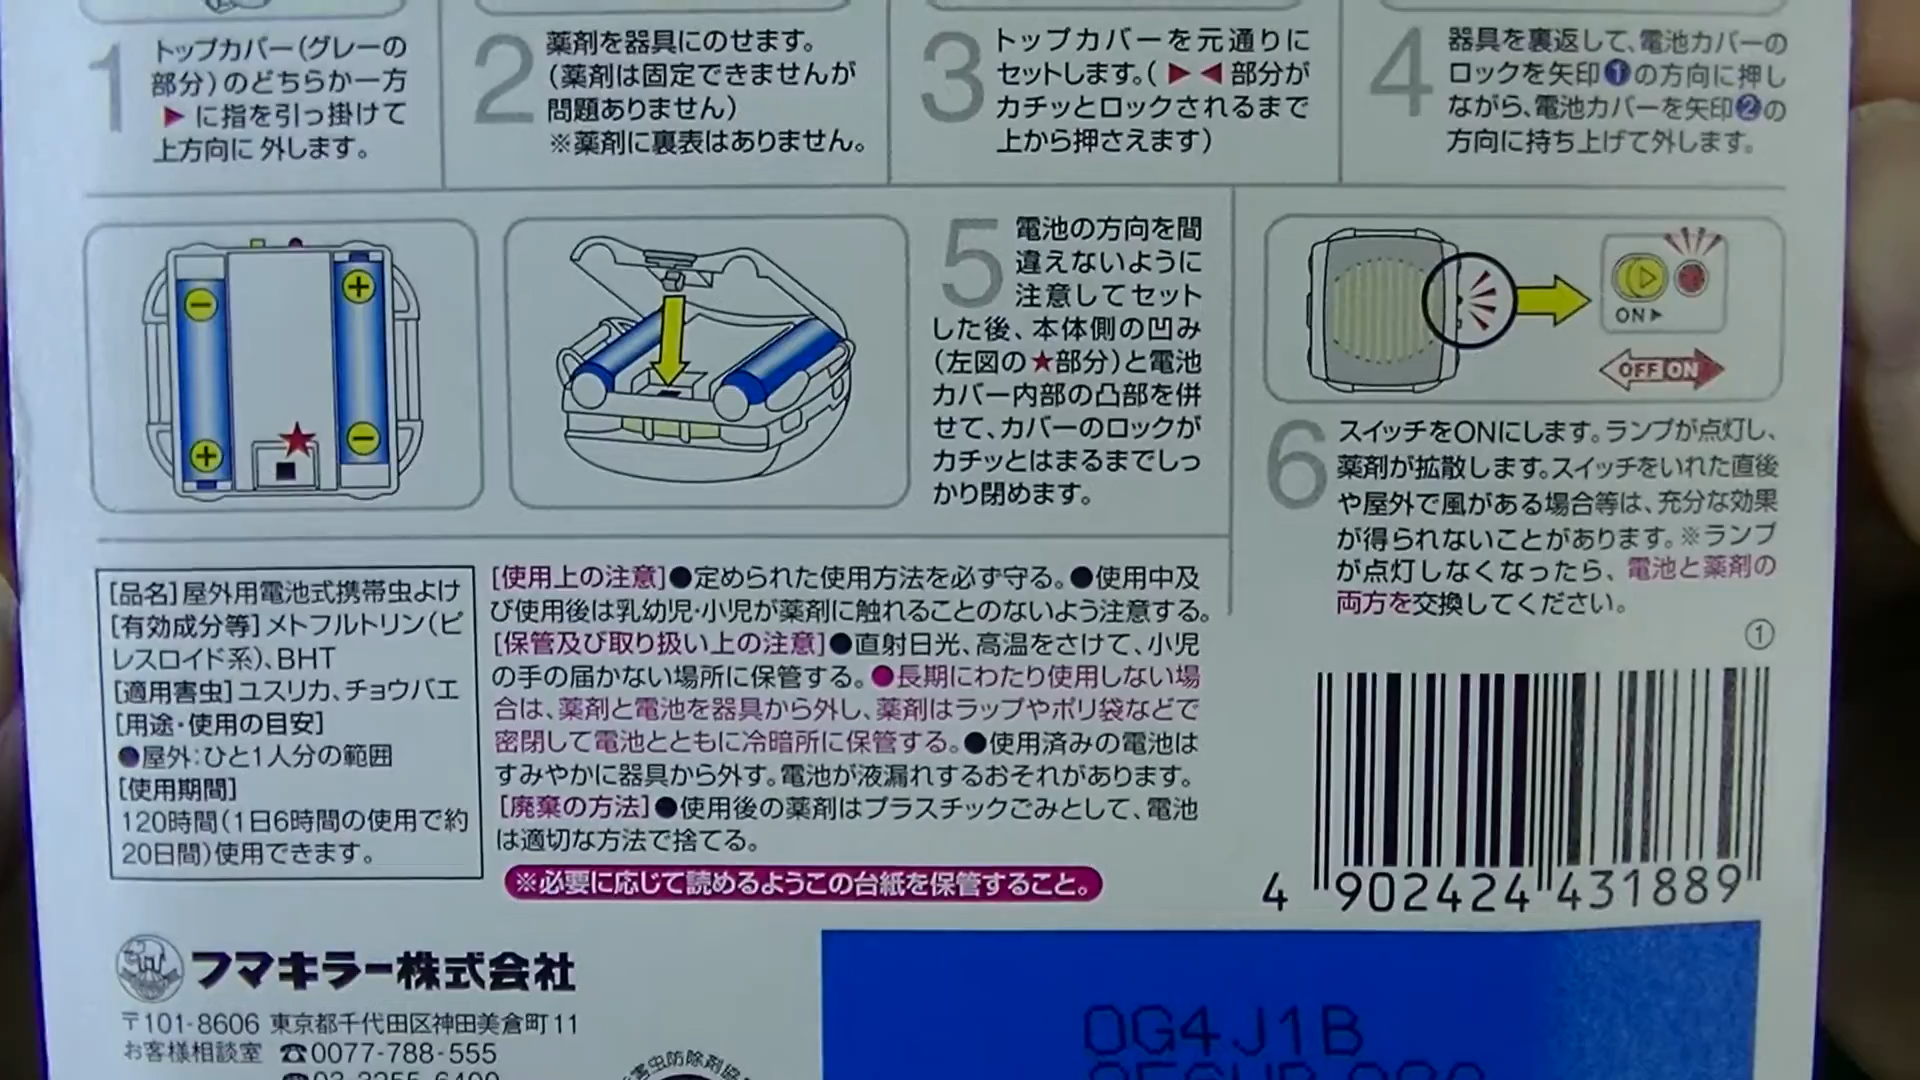 1
トップカバー(グレーの
部分)のどちらか一方
▶に指を引っ掛けて
上方向に外します。
2
薬剤を器具にのせます。
(薬剤は固定できませんが
問題ありません)
※薬剤に裏表はありません。
3
トップカバーを元通りに
セットします。(▶◀部分が
カチッとロックされるまで
上から押さえます)
4
器具を裏返して、電池カバーの
ロックを矢印❶の方向に押し
ながら、電池カバーを矢印❷の
方向に持ち上げて外します。
5
電池の方向を間
違えないように
注意してセット
した後、本体側の凹み
(左図の★部分)と電池
カバー内部の凸部を併
せて、カバーのロックが
カチッとはまるまでしっ
かり閉めます。
ON▶
OFF ON
6
スイッチをONにします。ランプが点灯し、
薬剤が拡散します。スイッチをいれた直後
や屋外で風がある場合等は、充分な効果
が得られないことがあります。※ランプ
が点灯しなくなったら、電池と薬剤の
両方を交換してください。
①
[品名]屋外用電池式携帯虫よけ
[有効成分等]メトフルトリン(ピ
レスロイド系)、BHT
[適用害虫]ユスリカ、チョウバエ
[用途・使用の目安]
●屋外:ひと1人分の範囲
[使用期間]
120時間(1日6時間の使用で約
20日間)使用できます。
[使用上の注意]●定められた使用方法を必ず守る。●使用中及
び使用後は乳幼児・小児が薬剤に触れることのないよう注意する。
[保管及び取り扱い上の注意]●直射日光、高温をさけて、小児
の手の届かない場所に保管する。●長期にわたり使用しない場
合は、薬剤と電池を器具から外し、薬剤はラップやポリ袋などで
密閉して電池とともに冷暗所に保管する。●使用済みの電池は
すみやかに器具から外す。電池が液漏れするおそれがあります。
[廃棄の方法]●使用後の薬剤はプラスチックごみとして、電池
は適切な方法で捨てる。
※必要に応じて読めるようこの台紙を保管すること。
4 902424 431889
フマキラー株式会社
〒101-8606 東京都千代田区神田美倉町11
お客様相談室 ☎0077-788-555
OG4J1B